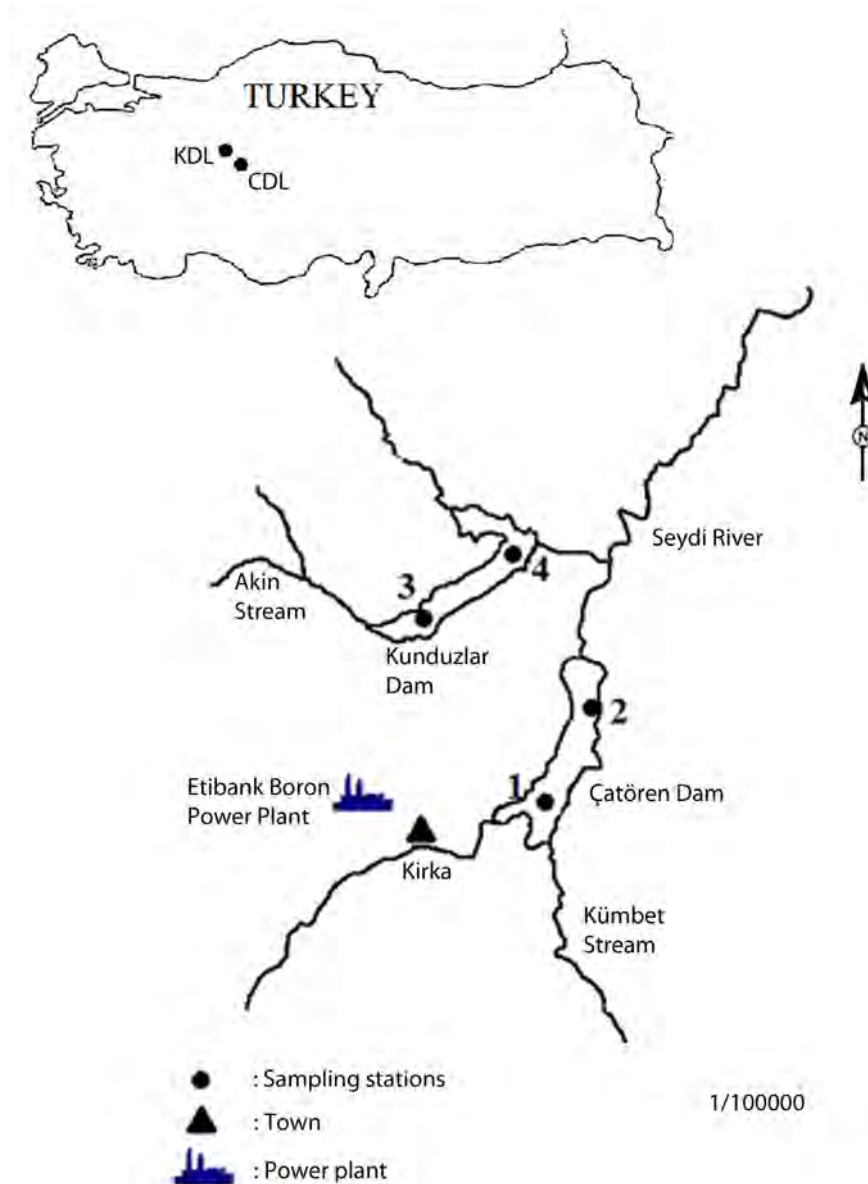 TURKEY
KDL
CDL
N
Seydi River
4
3
Akin
Stream
Kunduzlar
Dam
2
Etibank Boron
Power Plant
1
Çatören Dam
Kirka
Kümbet
Stream
: Sampling stations
: Town
1/100000
: Power plant